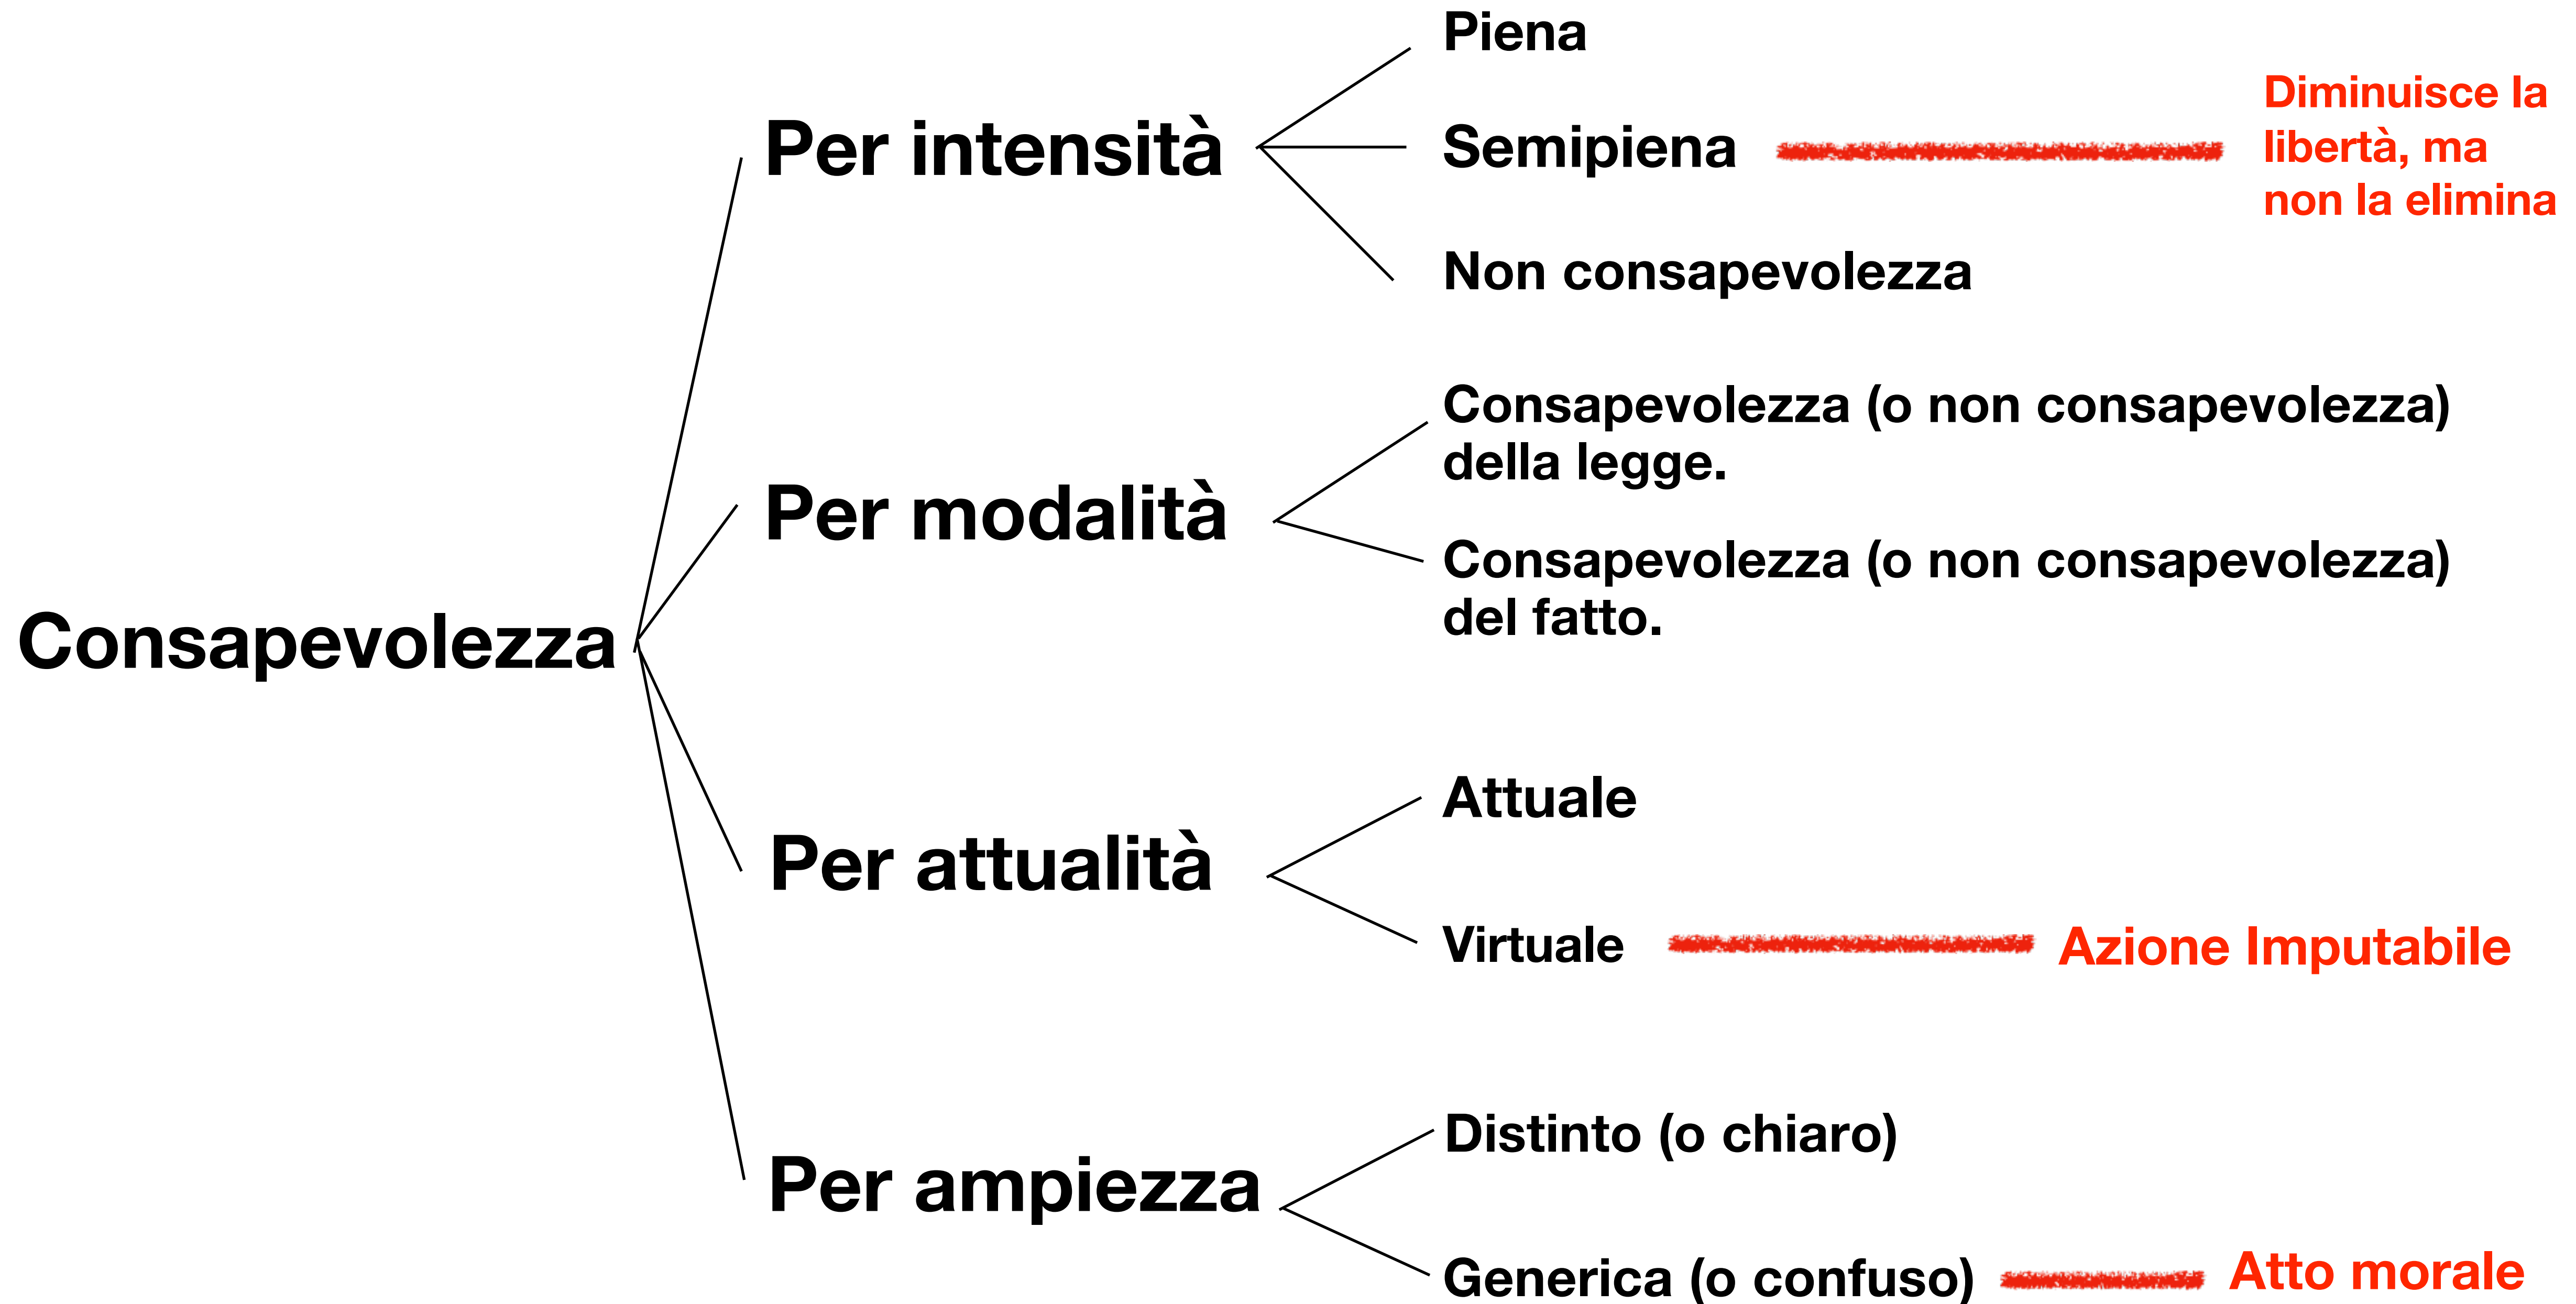 Consapevolezza
Per intensità
Piena
Semipiena
Diminuisce la
libertà, ma
non la elimina
Non consapevolezza
Per modalità
Consapevolezza (o non consapevolezza)
della legge.
Consapevolezza (o non consapevolezza)
del fatto.
Per attualità
Attuale
Virtuale
Azione Imputabile
Per ampiezza
Distinto (o chiaro)
Generica (o confuso)
Atto morale